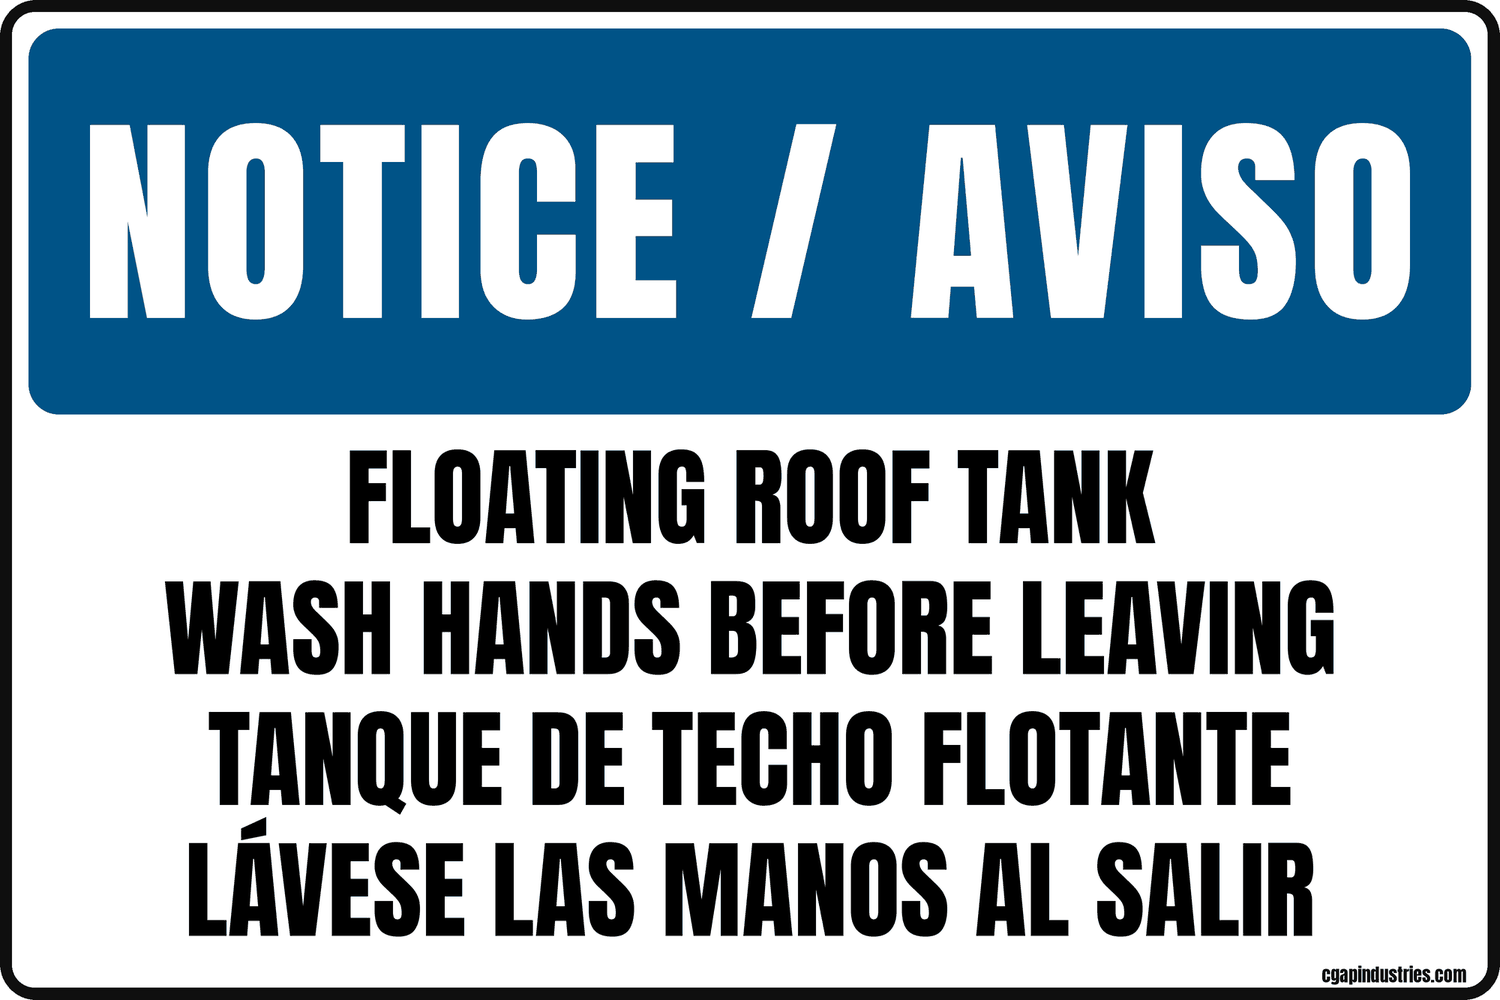 NOTICE / AVISO
FLOATING ROOF TANK
WASH HANDS BEFORE LEAVING
TANQUE DE TECHO FLOTANTE
LÁVESE LAS MANOS AL SALIR
cgapindustries.com